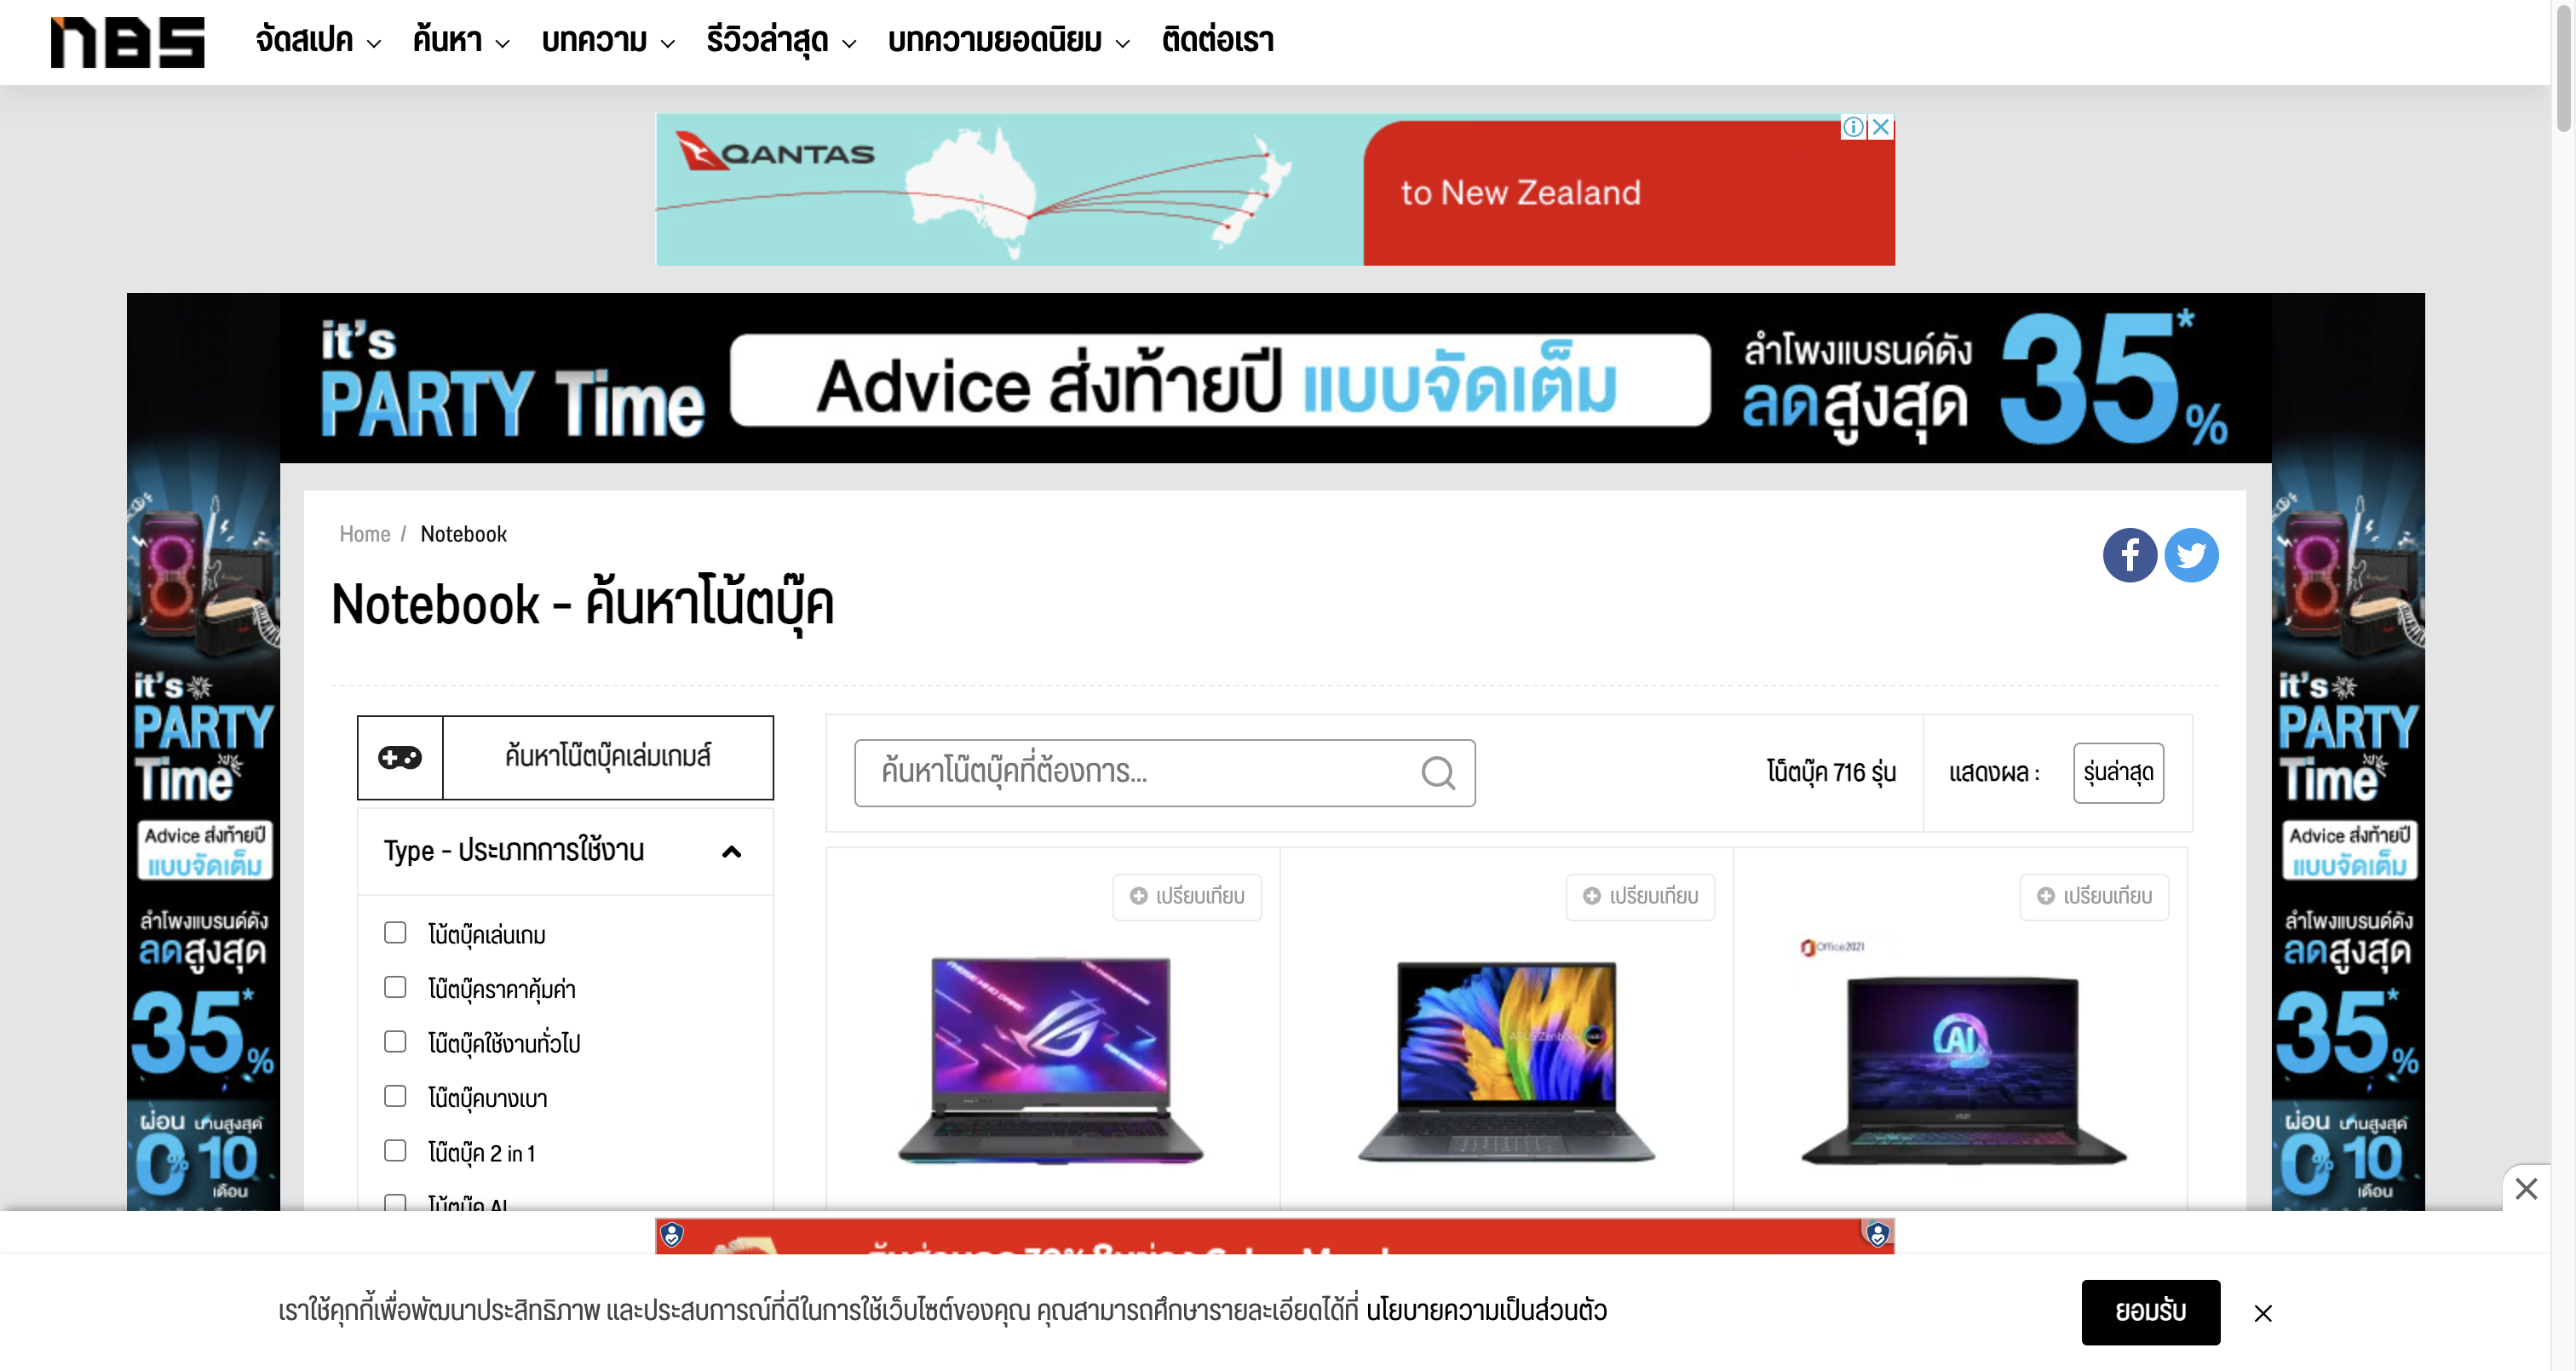 nbs
จัดสเปค
ค้นหา
บทความ
รีวิวล่าสุด
บทความยอดนิยม
ติดต่อเรา
QANTAS
to New Zealand
it's
PARTY Time
Advice ส่งท้ายปี แบบจัดเต็ม
ลำโพงแบรนด์ดัง
ลดสูงสุด
35*%
Home / Notebook
Notebook - ค้นหาโน้ตบุ๊ค
ค้นหาโน๊ตบุ๊คเล่นเกมส์
ค้นหาโน๊ตบุ๊คที่ต้องการ...
โน็ตบุ๊ค 716 รุ่น
แสดงผล :
รุ่นล่าสุด
Type - ประเภทการใช้งาน
โน้ตบุ๊คเล่นเกม
โน๊ตบุ๊คราคาคุ้มค่า
โน๊ตบุ๊คใช้งานทั่วไป
โน๊ตบุ๊คบางเบา
โน๊ตบุ๊ค 2 in 1
โน้ตบุ๊ค AI
เปรียบเทียบ
เปรียบเทียบ
เปรียบเทียบ
Office2021
AI
it's
PARTY
Time
Advice ส่งท้ายปี
แบบจัดเต็ม
ลำโพงแบรนด์ดัง
ลดสูงสุด
35*%
ผ่อน นานสูงสุด
0% 10
เดือน
it's
PARTY
Time
Advice ส่งท้ายปี
แบบจัดเต็ม
ลำโพงแบรนด์ดัง
ลดสูงสุด
35*%
ผ่อน นานสูงสุด
0% 10
เดือน
เราใช้คุกกี้เพื่อพัฒนาประสิทธิภาพ และประสบการณ์ที่ดีในการใช้เว็บไซต์ของคุณ คุณสามารถศึกษารายละเอียดได้ที่ นโยบายความเป็นส่วนตัว
ยอมรับ